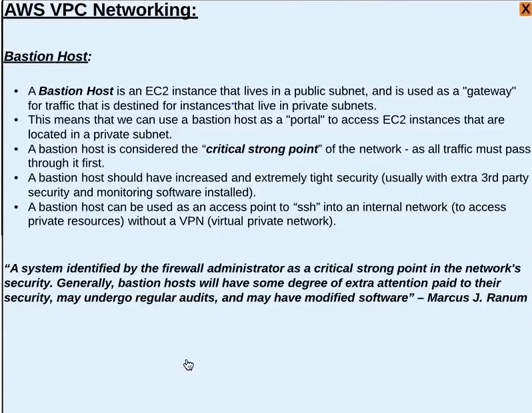 AWS VPC Networking:
X
Bastion Host:
• A Bastion Host is an EC2 instance that lives in a public subnet, and is used as a "gateway"
for traffic that is destined for instances that live in private subnets.
• This means that we can use a bastion host as a "portal" to access EC2 instances that are
located in a private subnet.
• A bastion host is considered the “critical strong point” of the network - as all traffic must pass
through it first.
• A bastion host should have increased and extremely tight security (usually with extra 3rd party
security and monitoring software installed).
• A bastion host can be used as an access point to “ssh” into an internal network (to access
private resources) without a VPN (virtual private network).
“A system identified by the firewall administrator as a critical strong point in the network's
security. Generally, bastion hosts will have some degree of extra attention paid to their
security, may undergo regular audits, and may have modified software” – Marcus J. Ranum